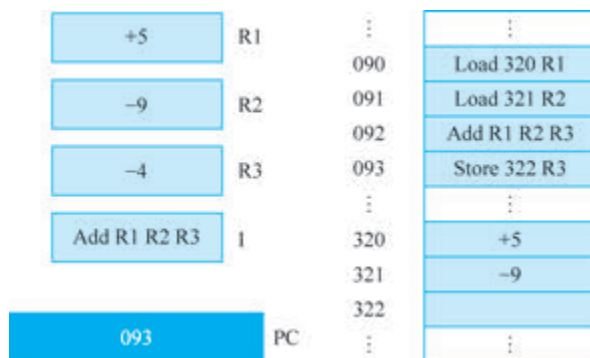 +5 R1
−9 R2
−4 R3
Add R1 R2 R3 I
093 PC
⋮ ⋮
090 Load 320 R1
091 Load 321 R2
092 Add R1 R2 R3
093 Store 322 R3
⋮ ⋮
320 +5
321 −9
322
⋮ ⋮